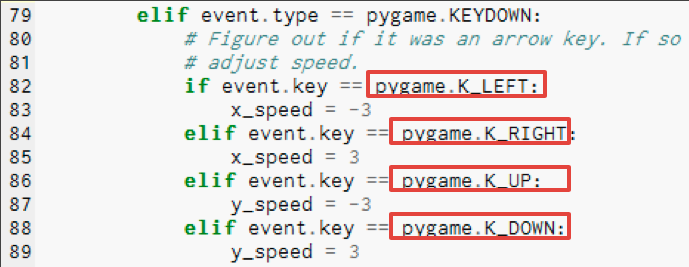 79 elif event.type == pygame.KEYDOWN:
80 # Figure out if it was an arrow key. If so
81 # adjust speed.
82 if event.key == pygame.K_LEFT:
83 x_speed = -3
84 elif event.key == pygame.K_RIGHT:
85 x_speed = 3
86 elif event.key == pygame.K_UP:
87 y_speed = -3
88 elif event.key == pygame.K_DOWN:
89 y_speed = 3